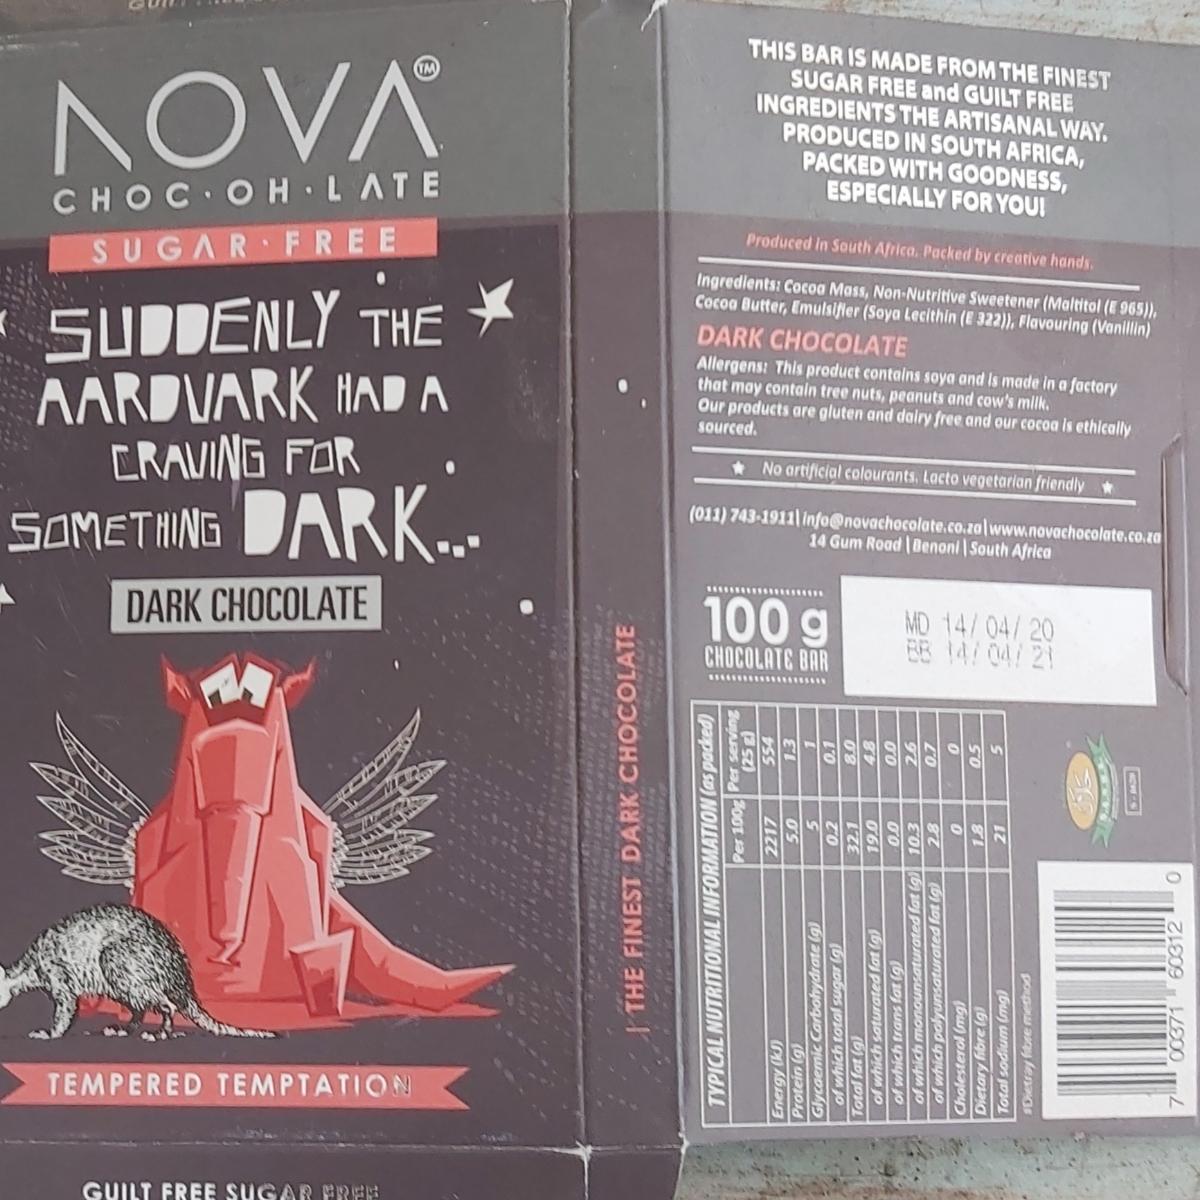 NOVA™
CHOC·OH·LATE
SUGAR·FREE
SUDDENLY THE
AARDVARK HAD A
CRAVING FOR
SOMETHING DARK...
DARK CHOCOLATE
TEMPERED TEMPTATION
GUILT FREE SUGAR FREE
| THE FINEST DARK CHOCOLATE
THIS BAR IS MADE FROM THE FINEST
SUGAR FREE and GUILT FREE
INGREDIENTS THE ARTISANAL WAY.
PRODUCED IN SOUTH AFRICA,
PACKED WITH GOODNESS,
ESPECIALLY FOR YOU!
Produced in South Africa. Packed by creative hands.
Ingredients: Cocoa Mass, Non-Nutritive Sweetener (Maltitol (E 965)),
Cocoa Butter, Emulsifier (Soya Lecithin (E 322)), Flavouring (Vanillin)
DARK CHOCOLATE
Allergens: This product contains soya and is made in a factory
that may contain tree nuts, peanuts and cow's milk.
Our products are gluten and dairy free and our cocoa is ethically
sourced.
★ No artificial colourants. Lacto vegetarian friendly ★
(011) 743-1911| info@novachocolate.co.za| www.novachocolate.co.za
14 Gum Road | Benoni | South Africa
100 g
CHOCOLATE BAR
MD 14/ 04/ 20
BB 14/ 04/ 21
TYPICAL NUTRITIONAL INFORMATION (as packed)
Per 100g Per serving (25 g)
Energy (kJ) 2217 554
Protein (g) 5.0 1.3
Glycaemic Carbohydrate (g) 5 1
of which total sugar (g) 0.2 0.1
Total fat (g) 32.1 8.0
of which saturated fat (g) 19.0 4.8
of which trans fat (g) 0.0 0.0
of which monounsaturated fat (g) 10.3 2.6
of which polyunsaturated fat (g) 2.8 0.7
Cholesterol (mg) 0 0
Dietary fibre (g) 1.8 0.5
Total sodium (mg) 21 5
#Dietray fibre method
7 00371 60312 0